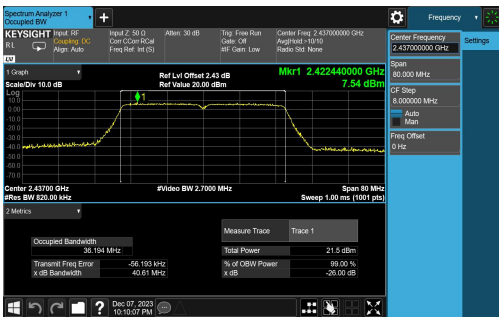 Spectrum Analyzer 1
Occupied BW
+
Frequency
KEYSIGHT Input: RF
RL Coupling: DC
Align: Auto
Input Z: 50 Ω
Corr CCorr RCal
Freq Ref: Int (S)
Atten: 30 dB
Trig: Free Run
Gate: Off
#IF Gain: Low
Center Freq: 2.437000000 GHz
Avg|Hold:>10/10
Radio Std: None
Center Frequency
2.437000000 GHz
Settings
Span
80.000 MHz
CF Step
8.000000 MHz
Auto
Man
Freq Offset
0 Hz
1 Graph
Scale/Div 10.0 dB
Ref Lvl Offset 2.43 dB
Ref Value 20.00 dBm
Mkr1 2.422440000 GHz
7.54 dBm
Log
10.0
0.00
-10.0
-20.0
-30.0
-40.0
-50.0
-60.0
-70.0
1
Center 2.43700 GHz
#Res BW 820.00 kHz
#Video BW 2.7000 MHz
Span 80 MHz
Sweep 1.00 ms (1001 pts)
2 Metrics
Occupied Bandwidth
36.194 MHz
Transmit Freq Error -56.193 kHz
x dB Bandwidth 40.61 MHz
Measure Trace Trace 1
Total Power 21.5 dBm
% of OBW Power 99.00 %
x dB -26.00 dB
?
Dec 07, 2023
10:10:07 PM